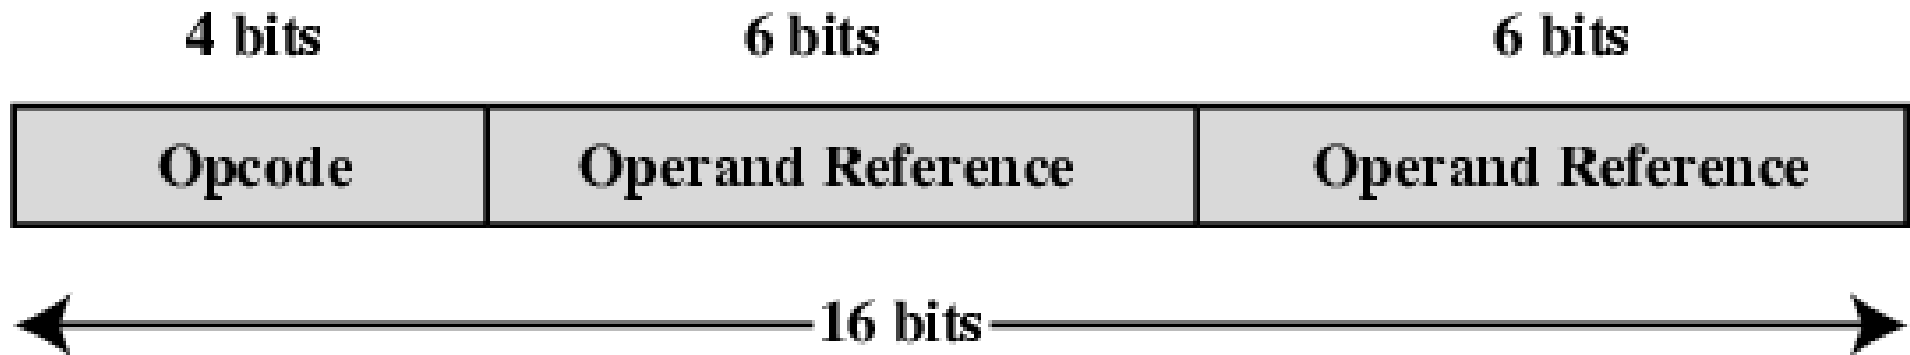 4 bits 6 bits 6 bits
Opcode Operand Reference Operand Reference
16 bits